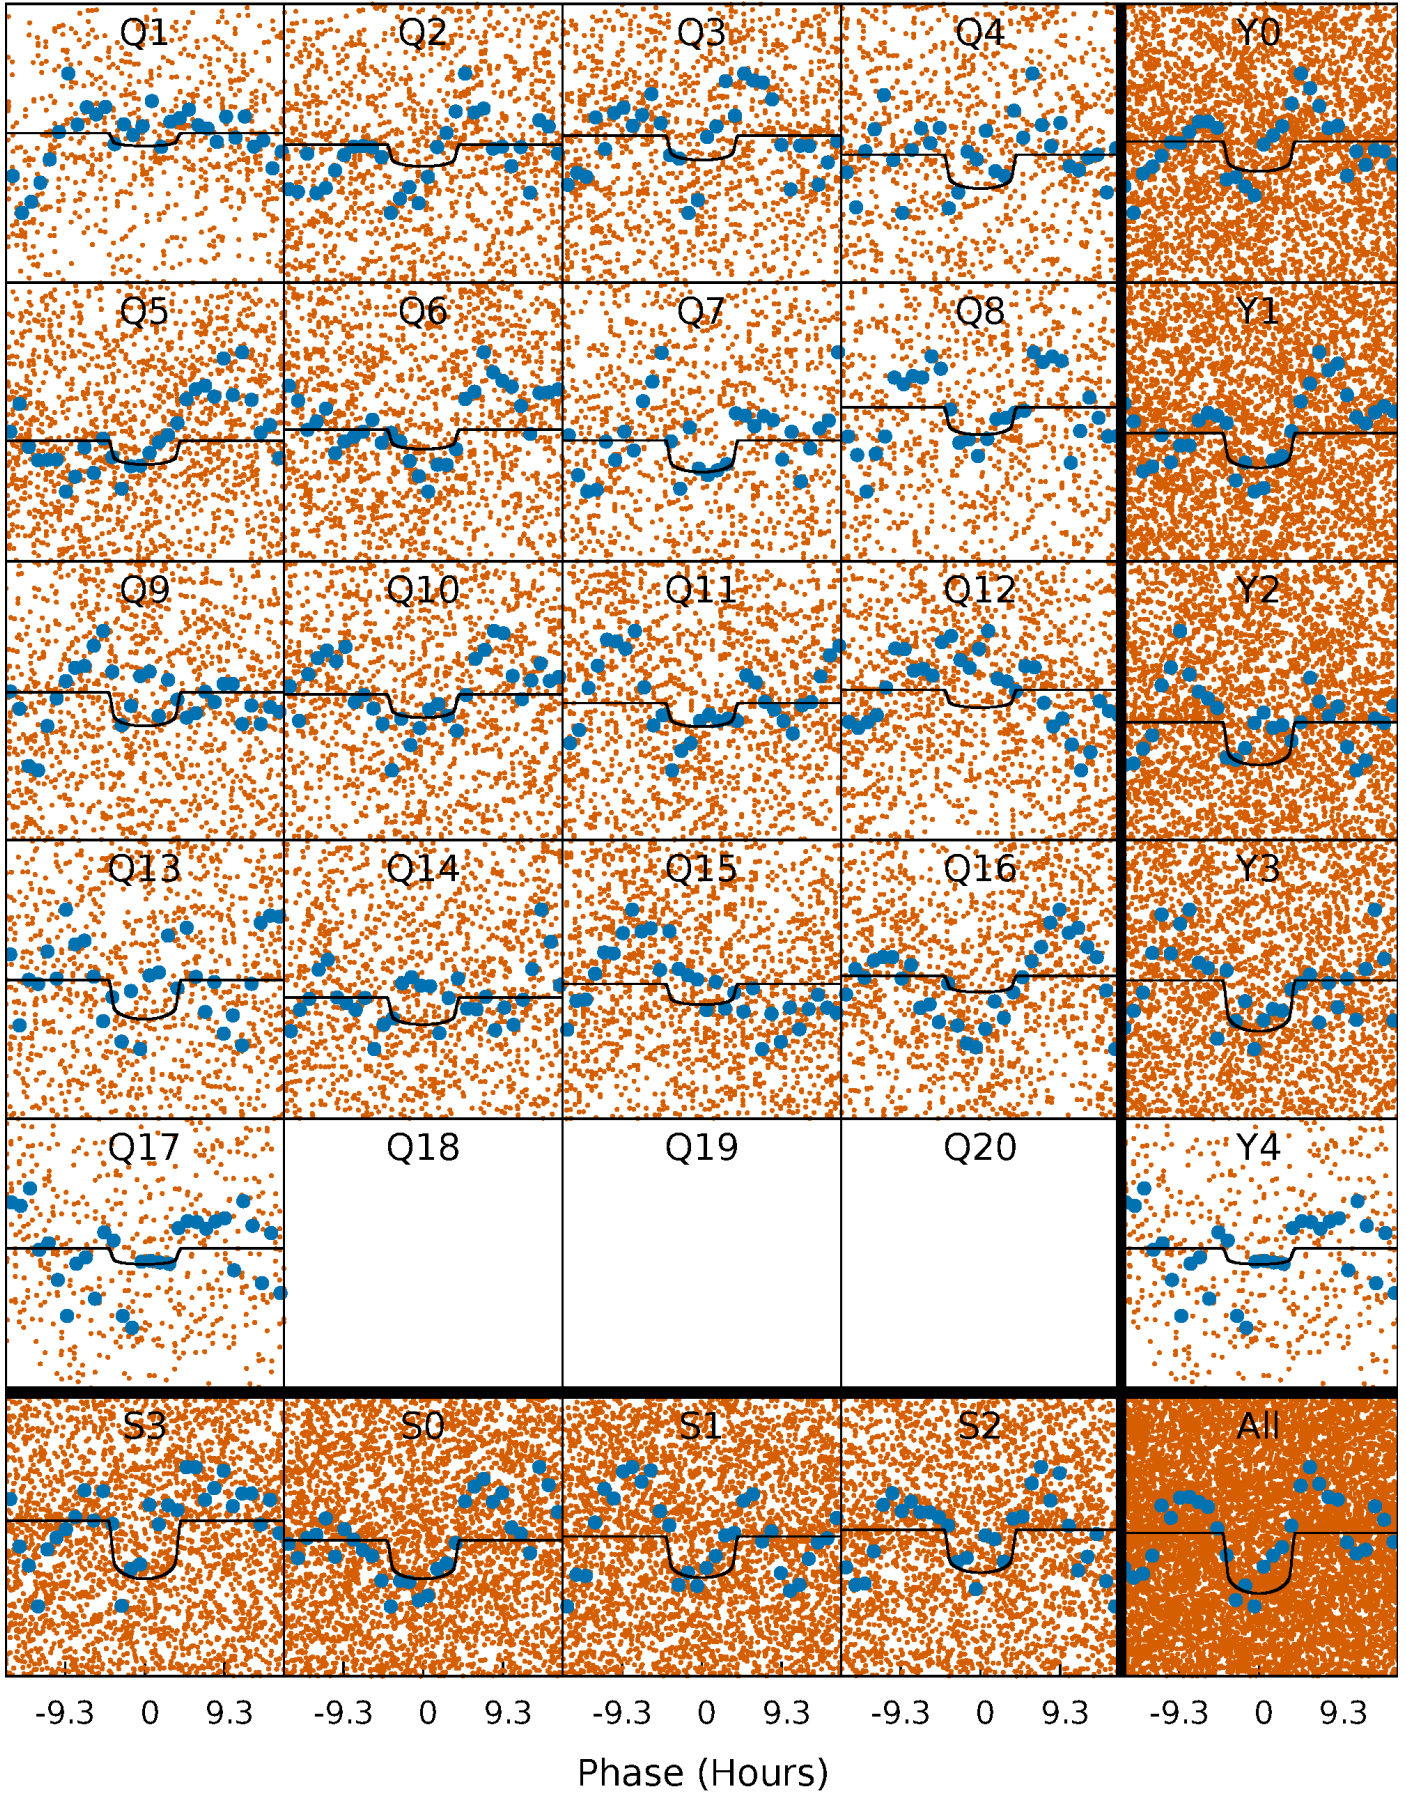 Q1 Q2 Q3 Q4 Y0
Q5 Q6 Q7 Q8 Y1
Q9 Q10 Q11 Q12 Y2
Q13 Q14 Q15 Q16 Y3
Q17 Q18 Q19 Q20 Y4
S3 S0 S1 S2 All
-9.3 0 9.3 -9.3 0 9.3 -9.3 0 9.3 -9.3 0 9.3 -9.3 0 9.3
Phase (Hours)